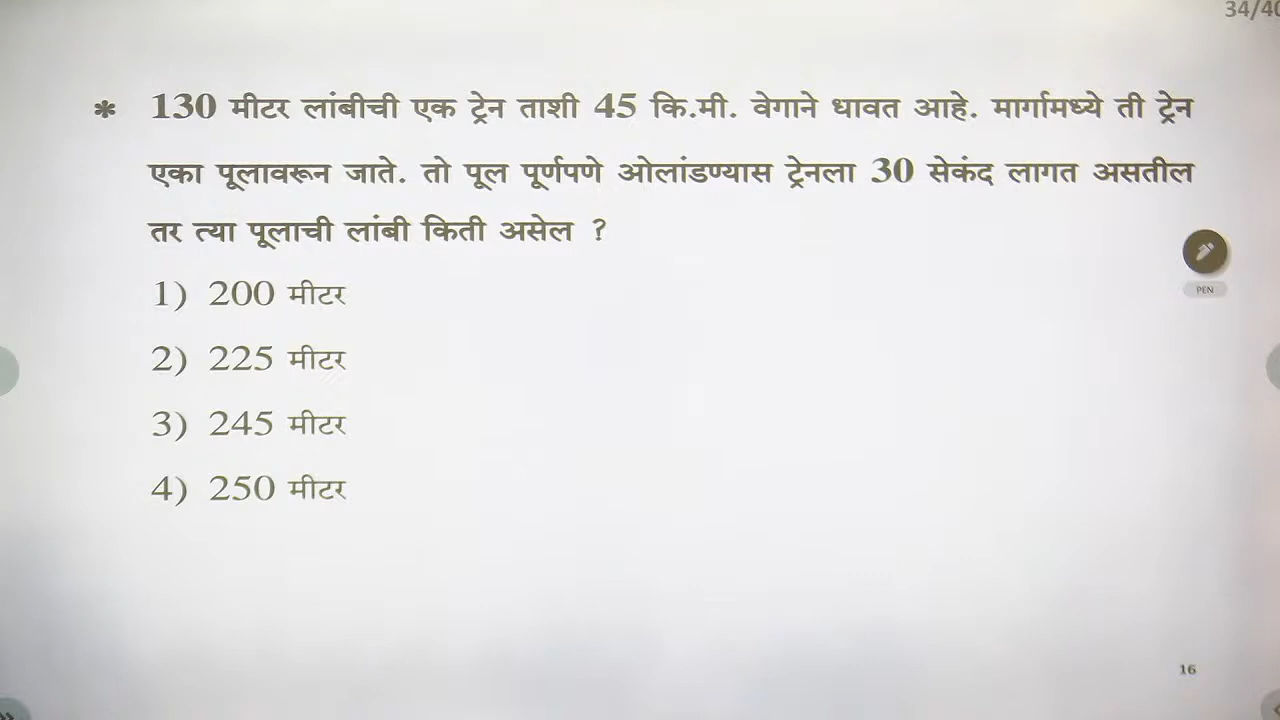 34/40
* 130 मीटर लांबीची एक ट्रेन ताशी 45 कि.मी. वेगाने धावत आहे. मार्गामध्ये ती ट्रेन
एका पूलावरून जाते. तो पूल पूर्णपणे ओलांडण्यास ट्रेनला 30 सेकंद लागत असतील
तर त्या पूलाची लांबी किती असेल ?
1) 200 मीटर
2) 225 मीटर
3) 245 मीटर
4) 250 मीटर
PEN
16